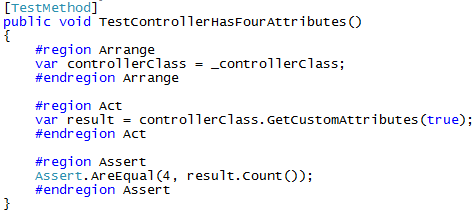 [TestMethod]
public void TestControllerHasFourAttributes()
{
    #region Arrange
    var controllerClass = _controllerClass;
    #endregion Arrange

    #region Act
    var result = controllerClass.GetCustomAttributes(true);
    #endregion Act

    #region Assert
    Assert.AreEqual(4, result.Count());
    #endregion Assert
}